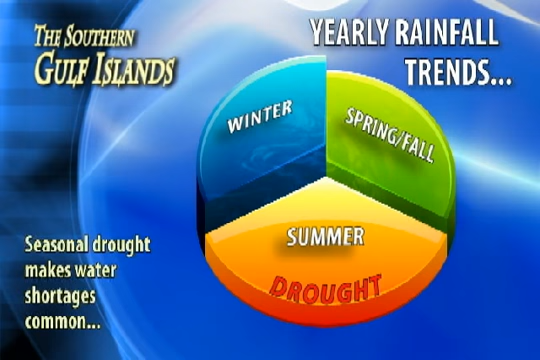 The Southern
Gulf Islands
Yearly Rainfall
Trends...
Winter
Spring/Fall
Summer
Drought
Seasonal drought
makes water
shortages
common...